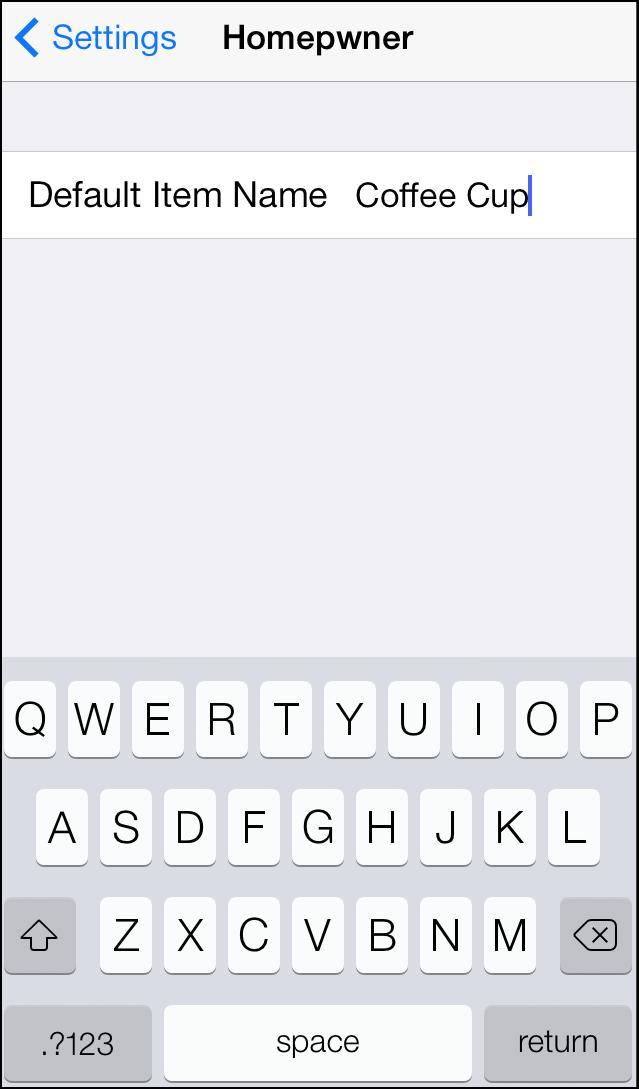 Settings Homepwner
Default Item Name Coffee Cup
Q W E R T Y U I O P
A S D F G H J K L
Z X C V B N M
.?123 space return